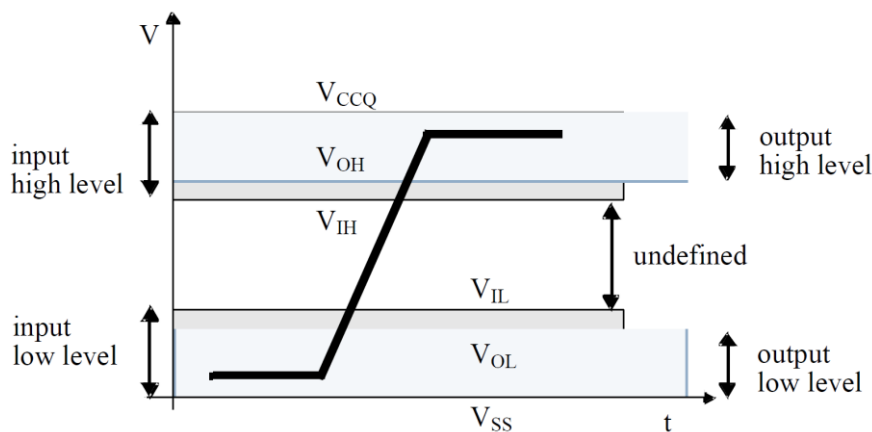 V
V_CCQ
input
high level
V_OH
output
high level
V_IH
undefined
V_IL
input
low level
V_OL
output
low level
V_SS
t